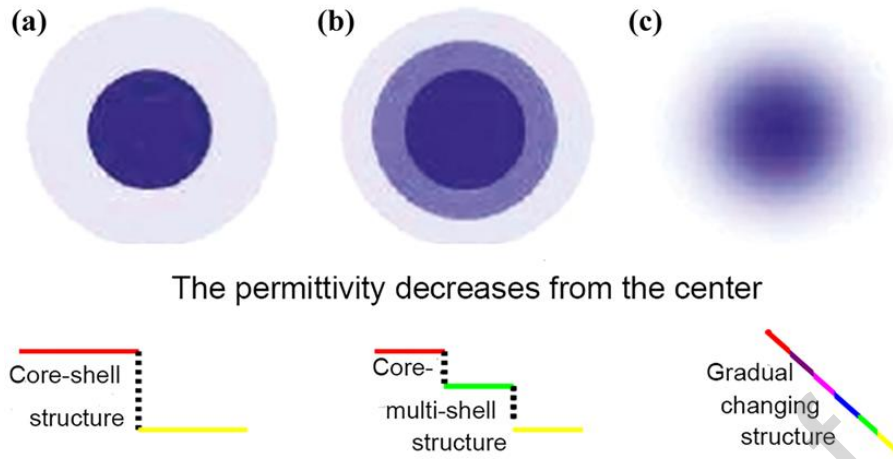 (a)
(b)
(c)
The permittivity decreases from the center
Core-shell
structure
Core-
multi-shell
structure
Gradual
changing
structure